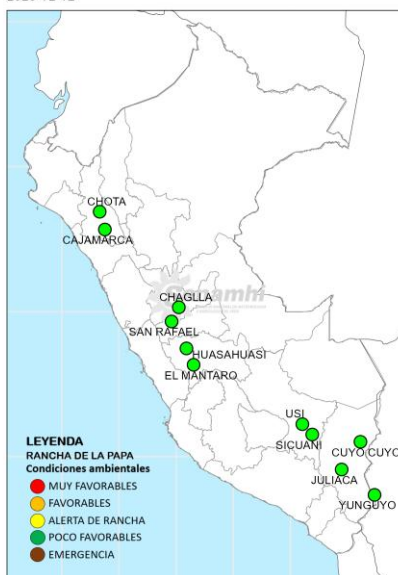 CHOTA
CAJAMARCA
Senamhi
CHAGLLA
SAN RAFAEL
HUASAHUASI
EL MANTARO
USI
SICUANI
CUYO CUYO
JULIACA
YUNGUYO
LEYENDA
RANCHA DE LA PAPA
Condiciones ambientales
MUY FAVORABLES
FAVORABLES
ALERTA DE RANCHA
POCO FAVORABLES
EMERGENCIA